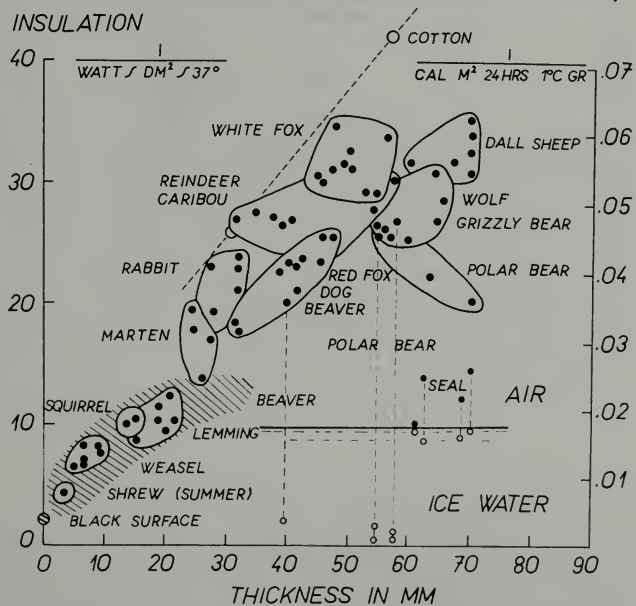 INSULATION
40
30
20
10
0
1
WATT / DM² / 37°
1
CAL M² 24HRS 1°C GR
.07
.06
.05
.04
.03
.02
.01
COTTON
WHITE FOX
DALL SHEEP
REINDEER
CARIBOU
WOLF
GRIZZLY BEAR
RABBIT
RED FOX
DOG
BEAVER
POLAR BEAR
MARTEN
POLAR BEAR
SEAL
AIR
SQUIRREL
BEAVER
LEMMING
WEASEL
SHREW (SUMMER)
BLACK SURFACE
ICE WATER
0 10 20 30 40 50 60 70 80 90
THICKNESS IN MM